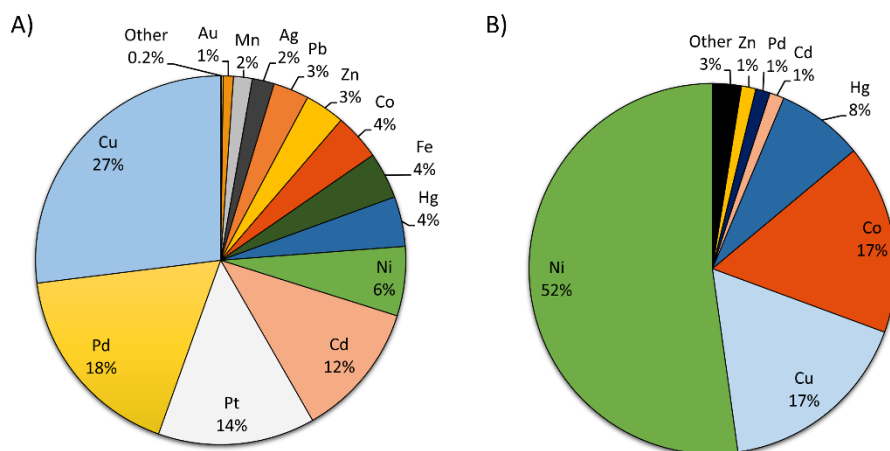 A)
Other
0.2%
Au
1%
Mn
2%
Ag
2%
Pb
3%
Zn
3%
Co
4%
Fe
4%
Hg
4%
Ni
6%
Cd
12%
Pt
14%
Pd
18%
Cu
27%
B)
Other
3%
Zn
1%
Pd
1%
Cd
1%
Hg
8%
Co
17%
Cu
17%
Ni
52%